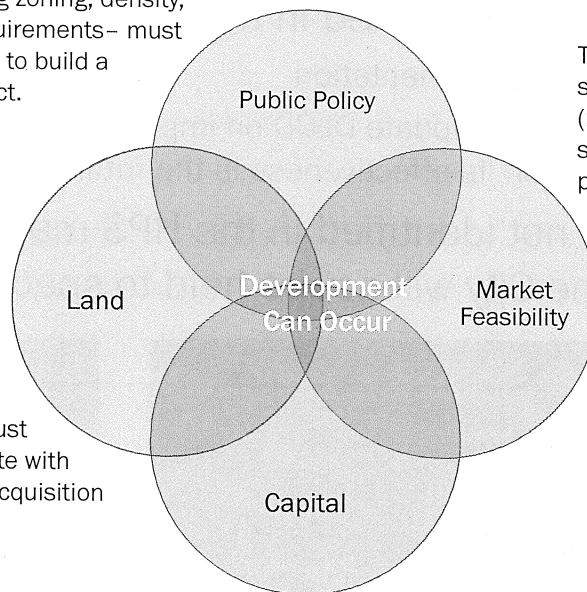 g zoning, density,
uirements– must
to build a
ct.
T
s
(
s
p
Public Policy
Land
Development
Can Occur
Market
Feasibility
ust
te with
cquisition
Capital